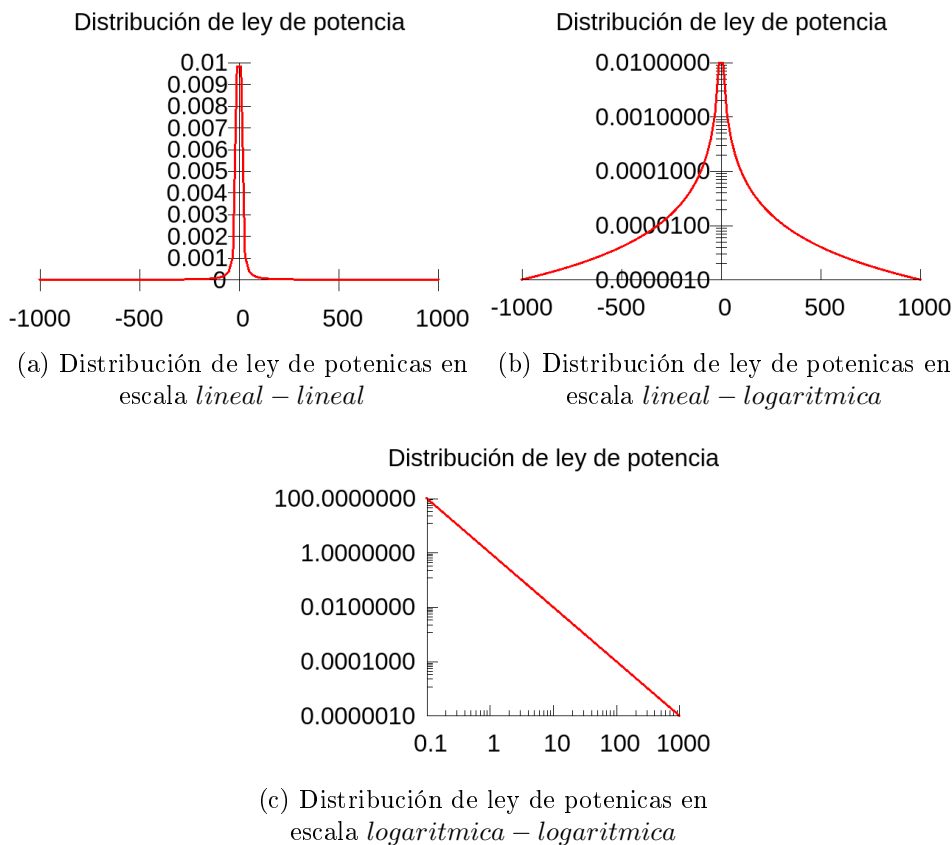 Distribución de ley de potencia
0.01
0.009
0.008
0.007
0.006
0.005
0.004
0.003
0.002
0.001
0
-1000 -500 0 500 1000
(a) Distribución de ley de potenicas en
escala lineal − lineal
Distribución de ley de potencia
0.0100000
0.0010000
0.0001000
0.0000100
0.0000010
-1000 -500 0 500 1000
(b) Distribución de ley de potenicas en
escala lineal − logaritmica
Distribución de ley de potencia
100.0000000
1.0000000
0.0100000
0.0001000
0.0000010
0.1 1 10 100 1000
(c) Distribución de ley de potenicas en
escala logaritmica − logaritmica